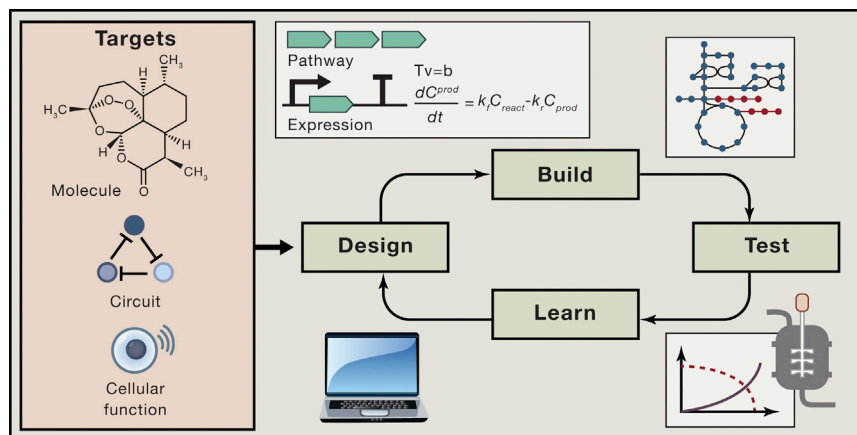 Targets
CH₃
H
O
O
H₃C
O
H
H
O
CH₃
O
Molecule
Circuit
Cellular
function
Pathway
Tv=b
dC^prod
dt
= k_f C_react - k_r C_prod
Expression
Build
Design
Test
Learn